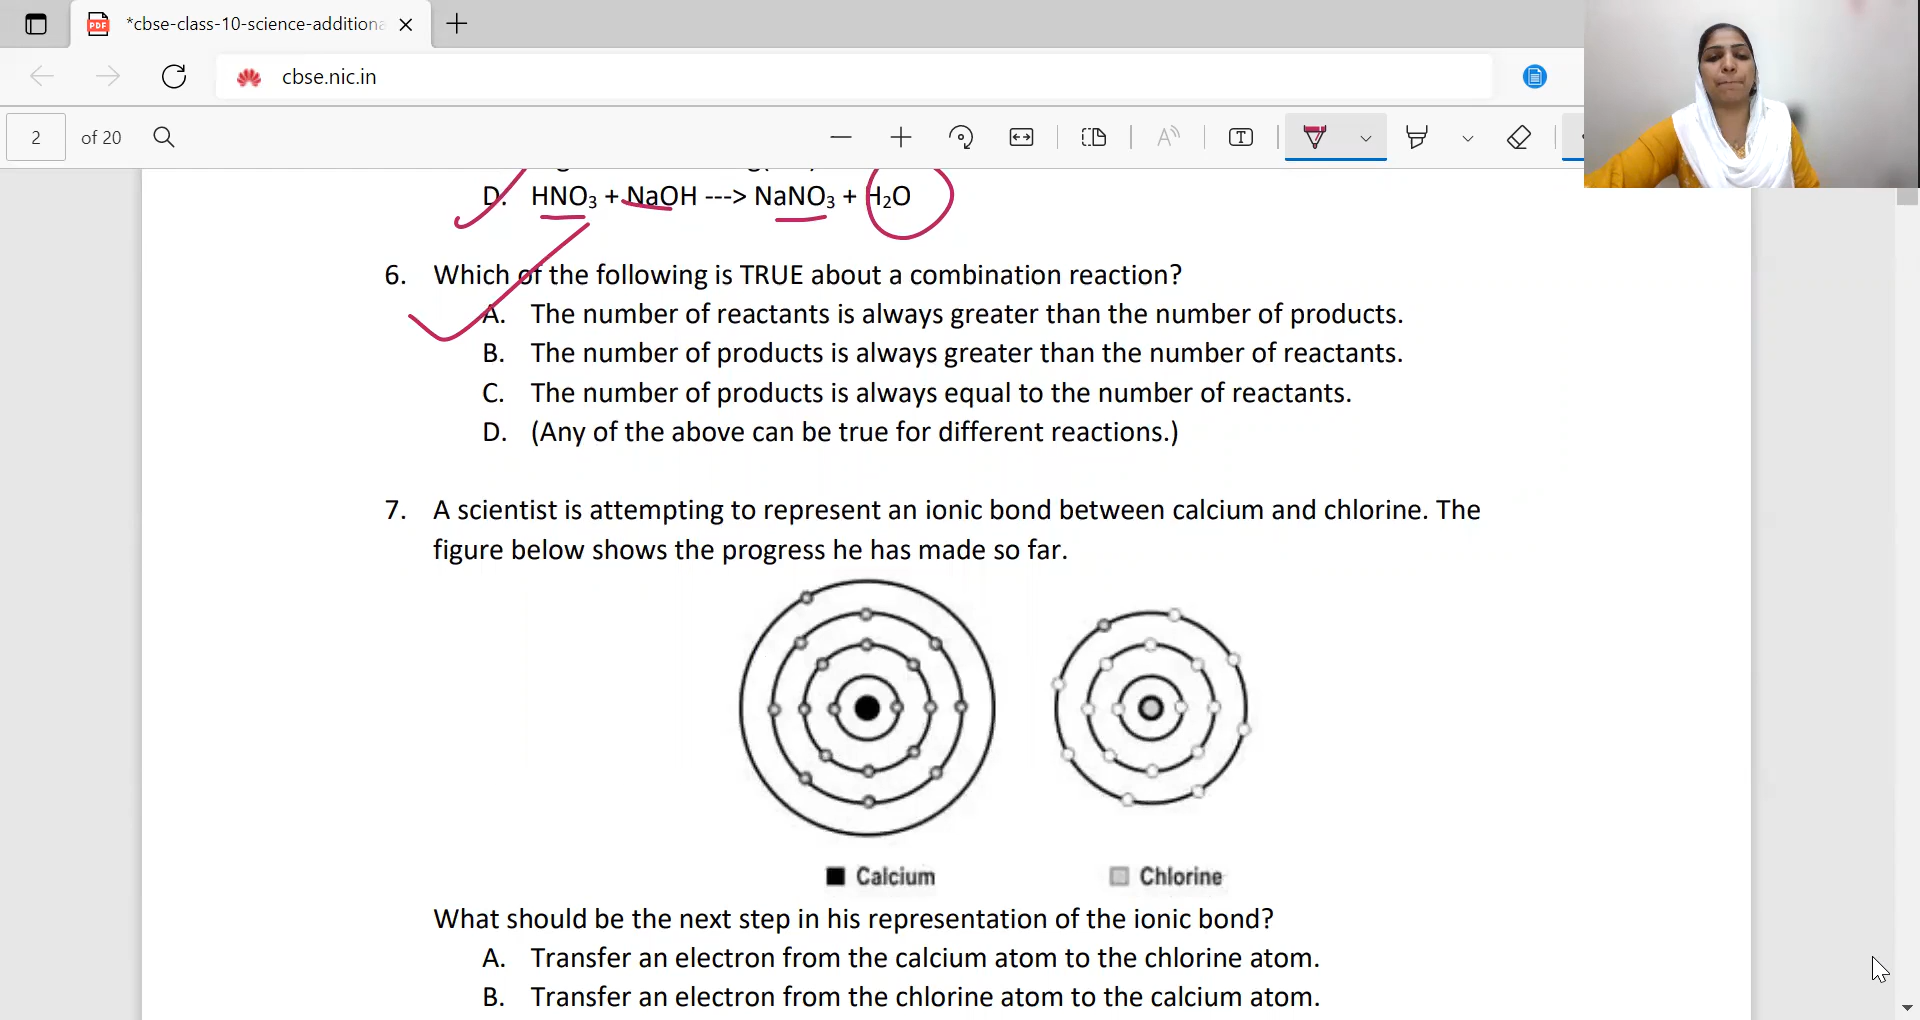 *cbse-class-10-science-additiona
cbse.nic.in
2 of 20
D. HNO₃ + NaOH ---> NaNO₃ + H₂O
6. Which of the following is TRUE about a combination reaction?
A. The number of reactants is always greater than the number of products.
B. The number of products is always greater than the number of reactants.
C. The number of products is always equal to the number of reactants.
D. (Any of the above can be true for different reactions.)
7. A scientist is attempting to represent an ionic bond between calcium and chlorine. The
figure below shows the progress he has made so far.
Calcium
Chlorine
What should be the next step in his representation of the ionic bond?
A. Transfer an electron from the calcium atom to the chlorine atom.
B. Transfer an electron from the chlorine atom to the calcium atom.